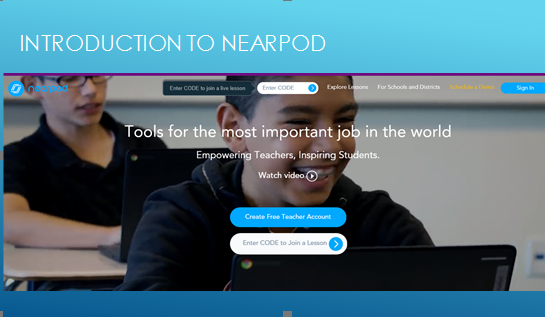 INTRODUCTION TO NEARPOD
nearpod
Enter CODE to join a live lesson
Enter CODE
Explore Lessons
For Schools and Districts
Schedule a Demo
Sign In
Tools for the most important job in the world
Empowering Teachers, Inspiring Students.
Watch video
Create Free Teacher Account
Enter CODE to Join a Lesson